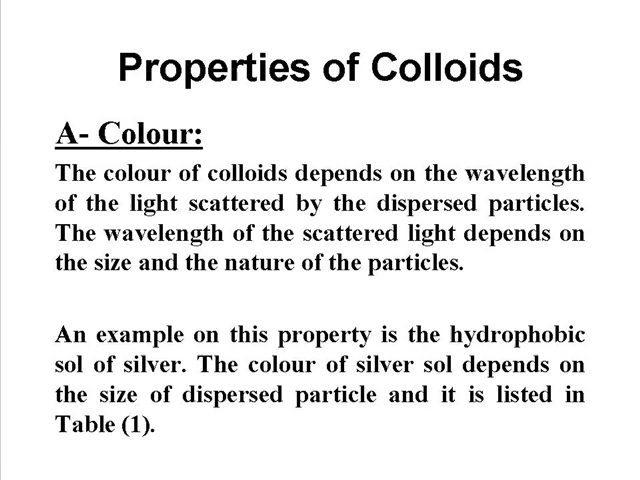 Properties of Colloids
A- Colour:
The colour of colloids depends on the wavelength
of the light scattered by the dispersed particles.
The wavelength of the scattered light depends on
the size and the nature of the particles.
An example on this property is the hydrophobic
sol of silver. The colour of silver sol depends on
the size of dispersed particle and it is listed in
Table (1).